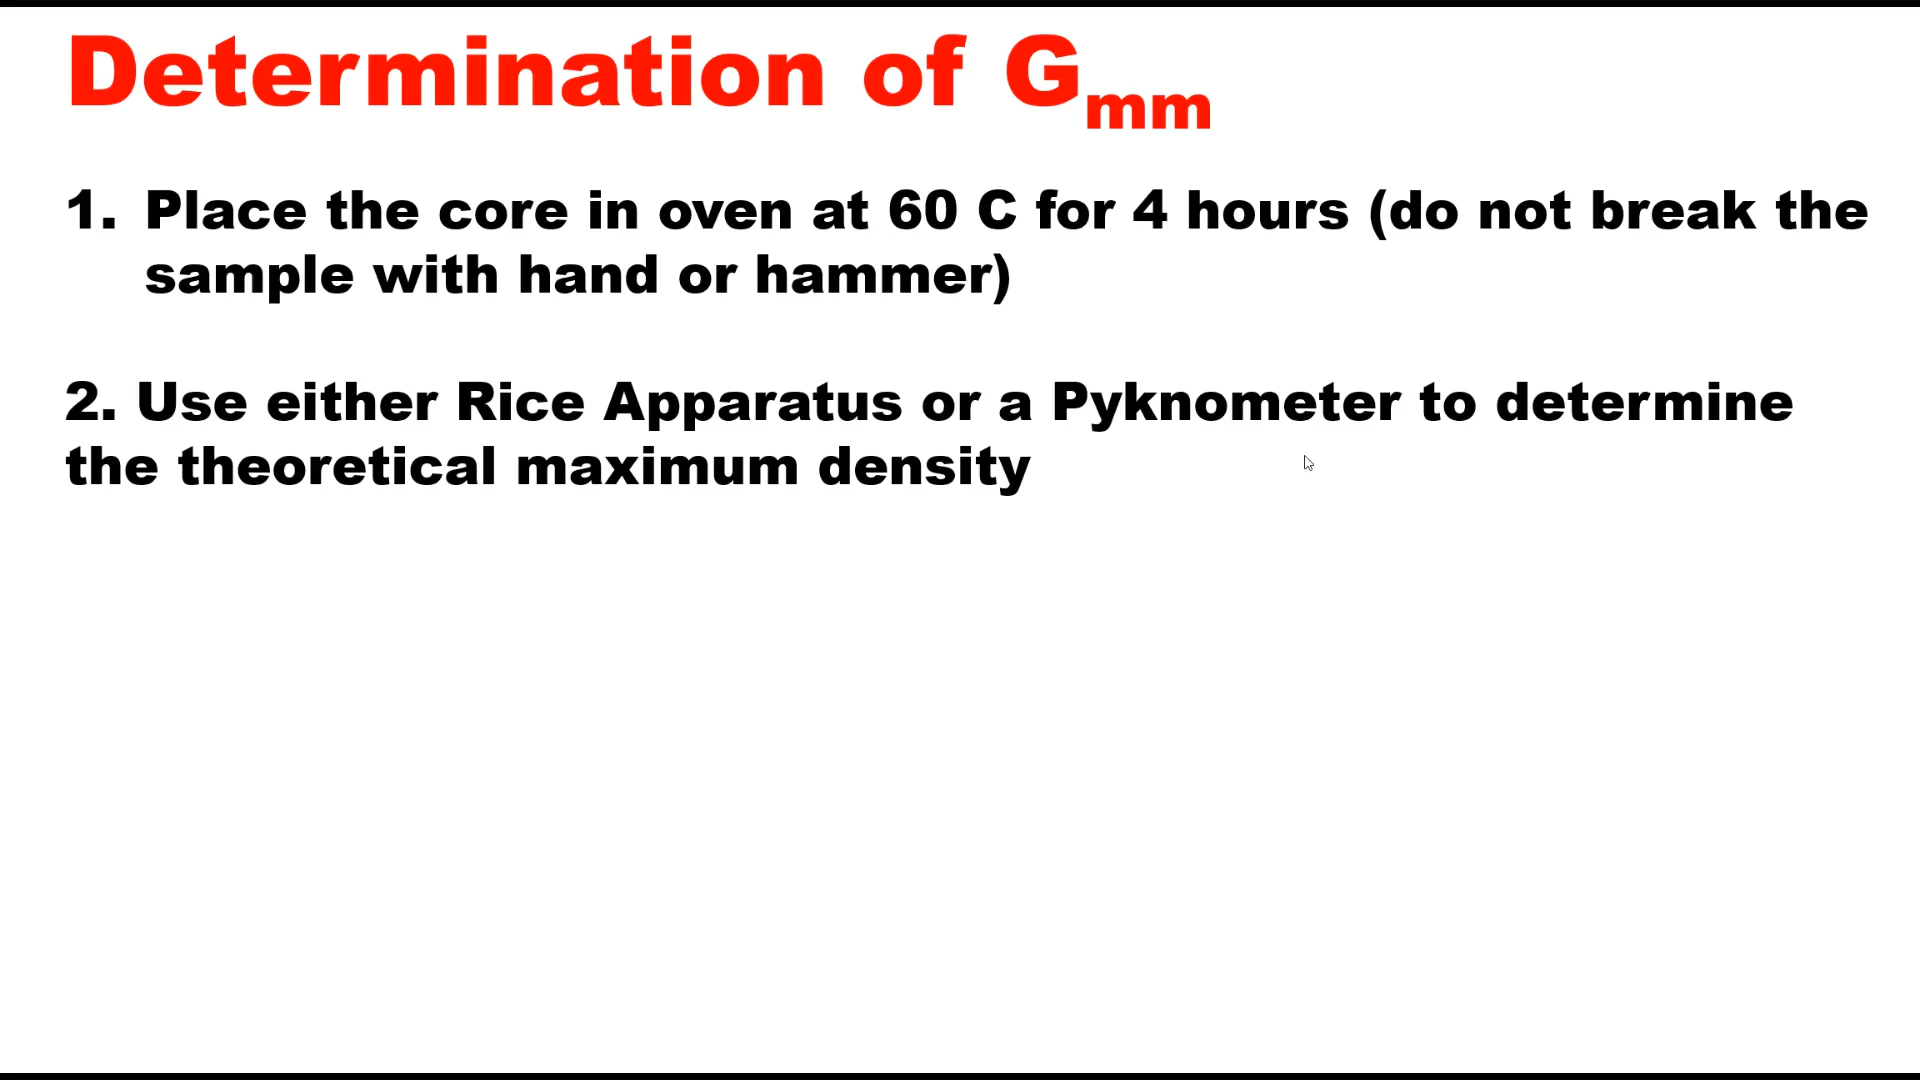 Determination of Gmm
1. Place the core in oven at 60 C for 4 hours (do not break the
sample with hand or hammer)
2. Use either Rice Apparatus or a Pyknometer to determine
the theoretical maximum density